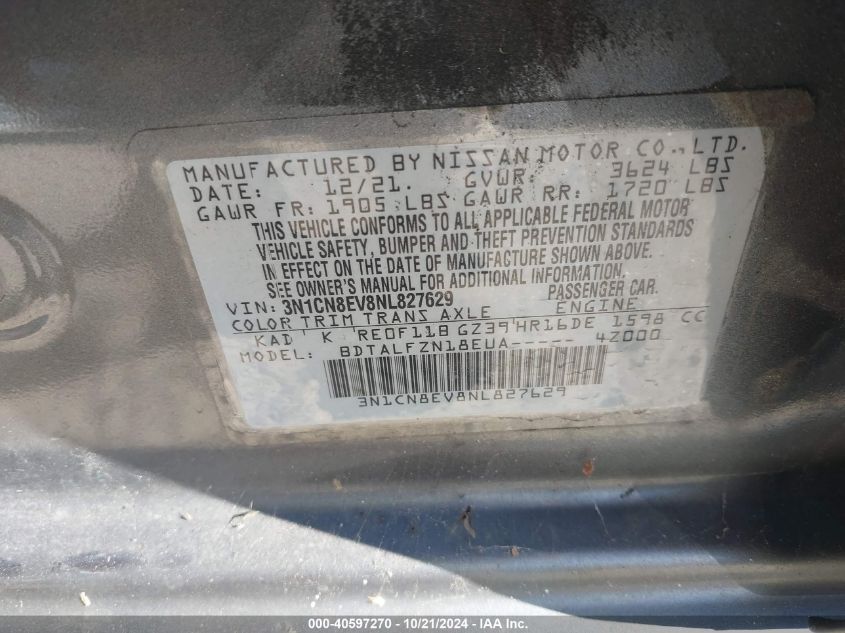 MANUFACTURED BY NISSAN MOTOR CO., LTD.
DATE: 12/21. GVWR: 3624 LBS
GAWR FR: 1905 LBS GAWR RR: 1720 LBS
THIS VEHICLE CONFORMS TO ALL APPLICABLE FEDERAL MOTOR
VEHICLE SAFETY, BUMPER AND THEFT PREVENTION STANDARDS
IN EFFECT ON THE DATE OF MANUFACTURE SHOWN ABOVE.
SEE OWNER'S MANUAL FOR ADDITIONAL INFORMATION.
VIN: 3N1CN8EV8NL827629 PASSENGER CAR.
COLOR TRIM TRANS AXLE ENGINE
KAD K RE0F11B GZ39 HR16DE 1598 CC
MODEL: BDTALFZN18EUA----- 4Z000
3N1CN8EV8NL827629
000-40597270 - 10/21/2024 - IAA Inc.